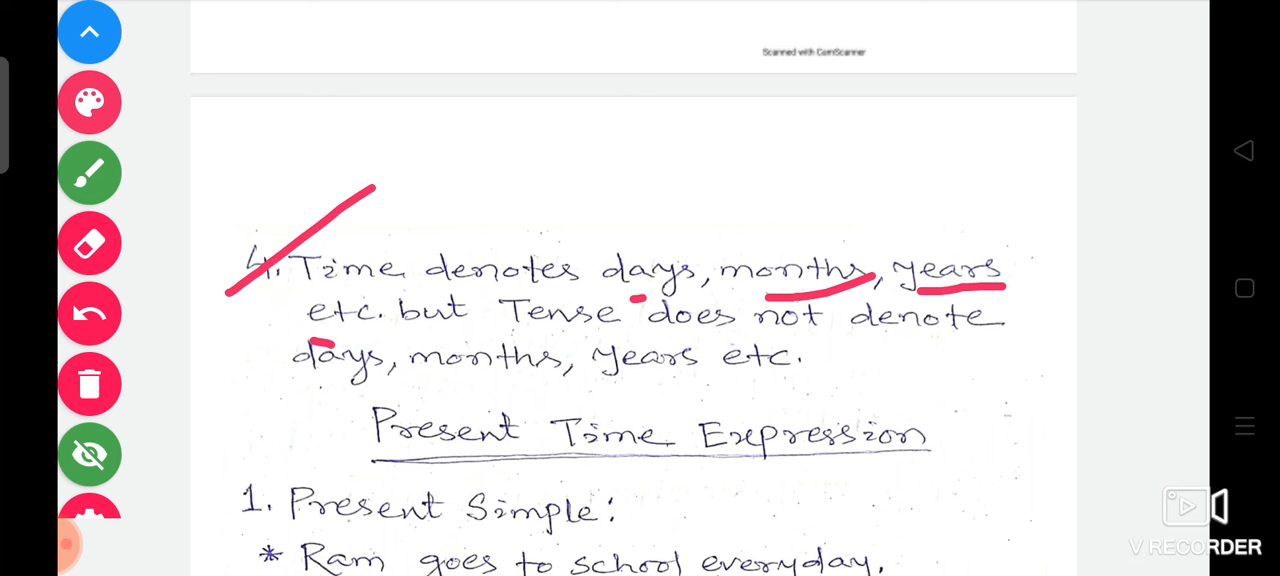 Scanned with CamScanner
4. Time denotes days, months, years
etc. but Tense does not denote
days, months, years etc.
Present Time Expression
1. Present Simple:
* Ram goes to school everyday.
V RECORDER